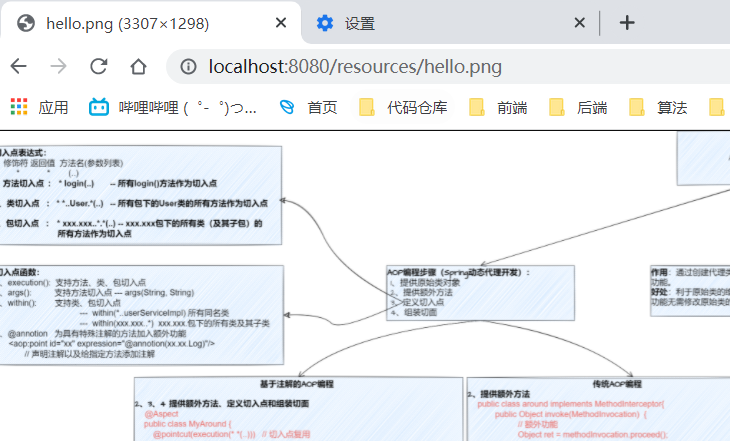 hello.png (3307×1298)
设置
localhost:8080/resources/hello.png
应用
哔哩哔哩 (゜-゜)つ...
首页
代码仓库
前端
后端
算法
切入点表达式:
修饰符 返回值 方法名(参数列表)
* * (..)
方法切入点 : * login(..) -- 所有login()方法作为切入点
、类切入点 : * *..User.*(..) -- 所有包下的User类的所有方法作为切入点
、包切入点 : * xxx.xxx..*.*(..) -- xxx.xxx包下的所有类(及其子包)的
所有方法作为切入点
切入点函数:
、execution(): 支持方法、类、包切入点
、args(): 支持方法切入点 --- args(String, String)
、within(): 支持类、包切入点
--- within(*..userServiceImpl) 所有同名类
--- within(xxx.xxx..*) xxx.xxx.包下的所有类及其子类
、@annotion 为具有特殊注解的方法加入额外功能
<aop:point id="xx" expression="@annotion(xx.xx.Log)"/>
// 声明注解以及给指定方法添加注解
AOP编程步骤(Spring动态代理开发):
1、提供原始类对象
2、提供额外方法
3、定义切入点
4、组装切面
作用: 通过创建代理类
功能。
好处: 利于原始类的维
功能无需修改原始类的
基于注解的AOP编程
2、3、4 提供额外方法、定义切入点和组装切面
@Aspect
public class MyAround {
@pointcut(execution(* *(..))) // 切入点复用
传统AOP编程
2、提供额外方法
public class around implements MethodInterceptor{
public Object invoke(MethodInvocation) {
// 额外功能
Object ret = methodInvocation.proceed();